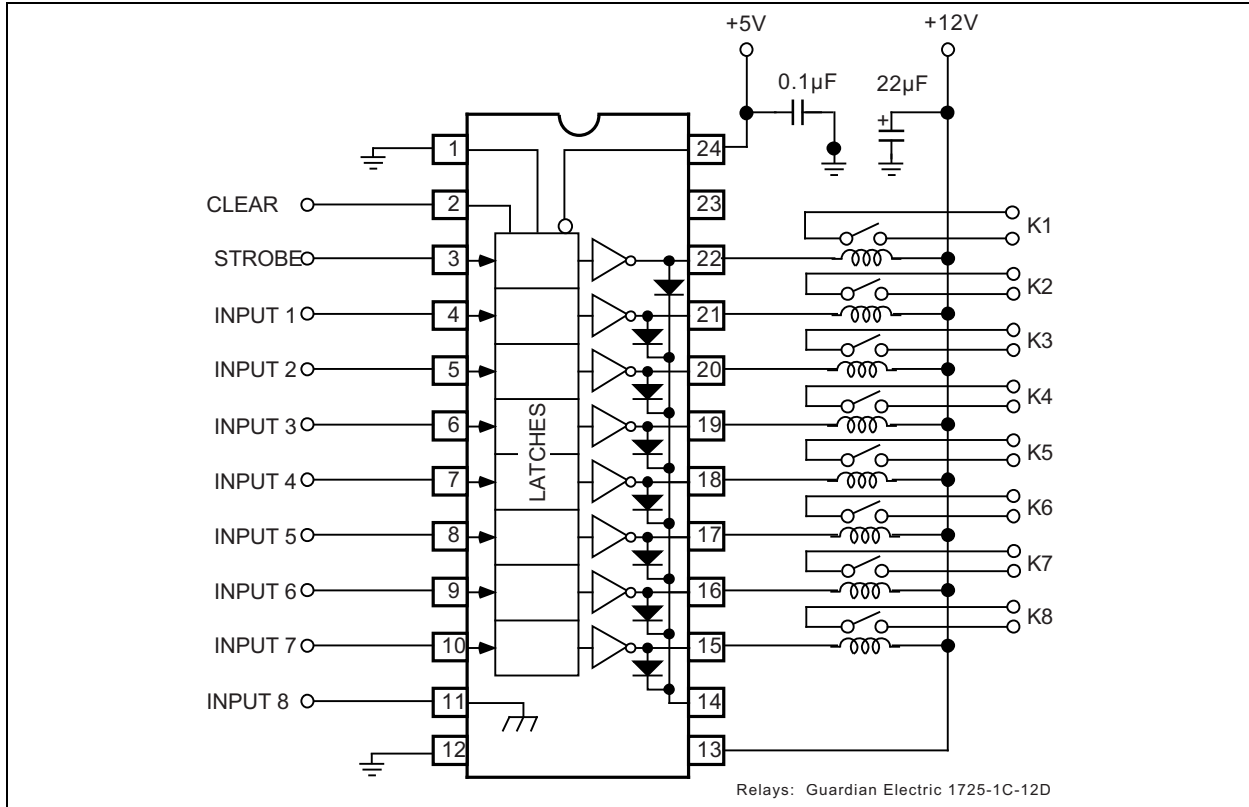 +5V
+12V
0.1µF
22µF
+
1
24
CLEAR
2
23
K1
STROBE
3
22
K2
INPUT 1
4
21
K3
INPUT 2
5
20
K4
INPUT 3
6
19
K5
INPUT 4
7
18
K6
INPUT 5
8
17
K7
INPUT 6
9
16
K8
INPUT 7
10
15
INPUT 8
11
14
12
13
LATCHES
Relays: Guardian Electric 1725-1C-12D